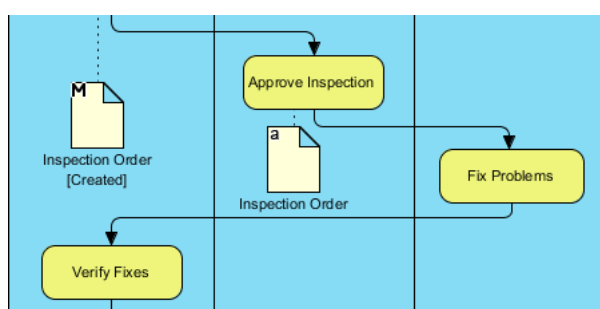 Approve Inspection
M
Inspection Order
[Created]
a
Inspection Order
Fix Problems
Verify Fixes